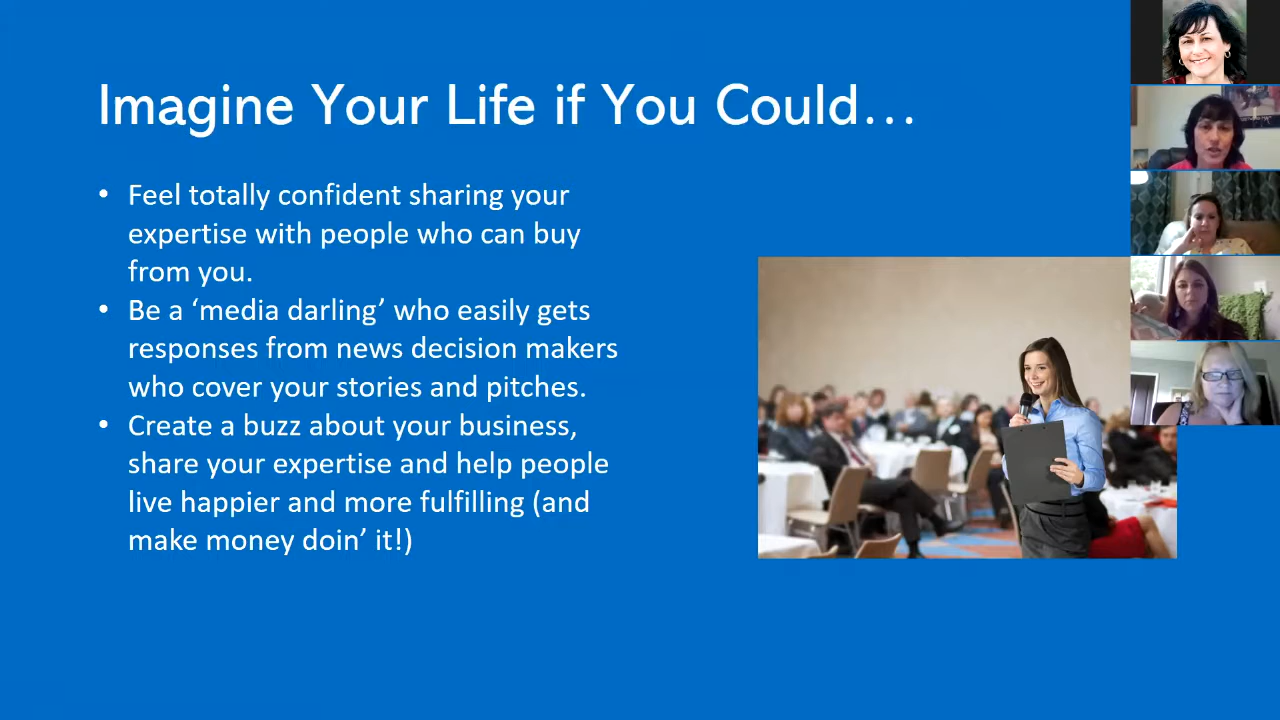 Imagine Your Life if You Could…
• Feel totally confident sharing your
expertise with people who can buy
from you.
• Be a ‘media darling’ who easily gets
responses from news decision makers
who cover your stories and pitches.
• Create a buzz about your business,
share your expertise and help people
live happier and more fulfilling (and
make money doin’ it!)